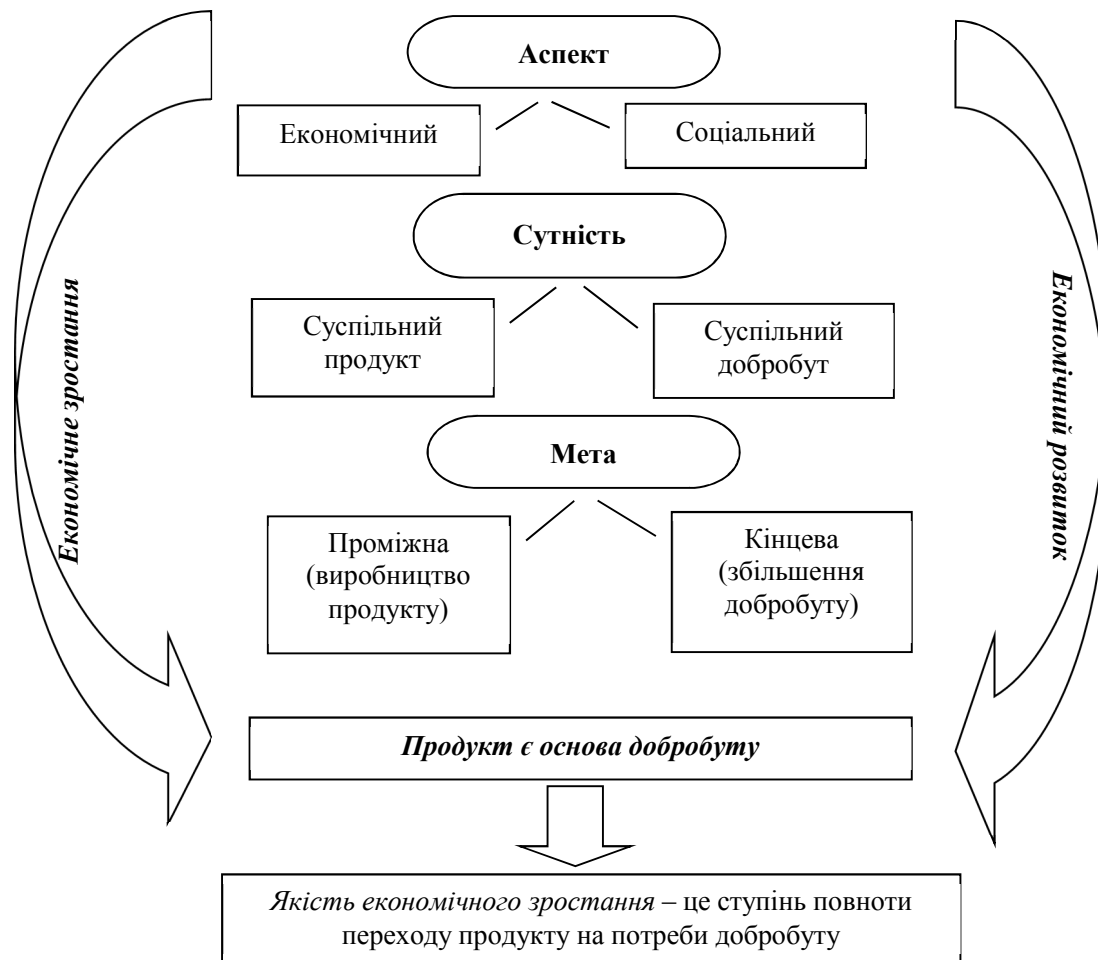 Аспект
Економічний
Соціальний
Сутність
Суспільний
продукт
Суспільний
добробут
Мета
Проміжна
(виробництво
продукту)
Кінцева
(збільшення
добробуту)
Економічне зростання
Економічний розвиток
Продукт є основа добробуту
Якість економічного зростання – це ступінь повноти
переходу продукту на потреби добробуту